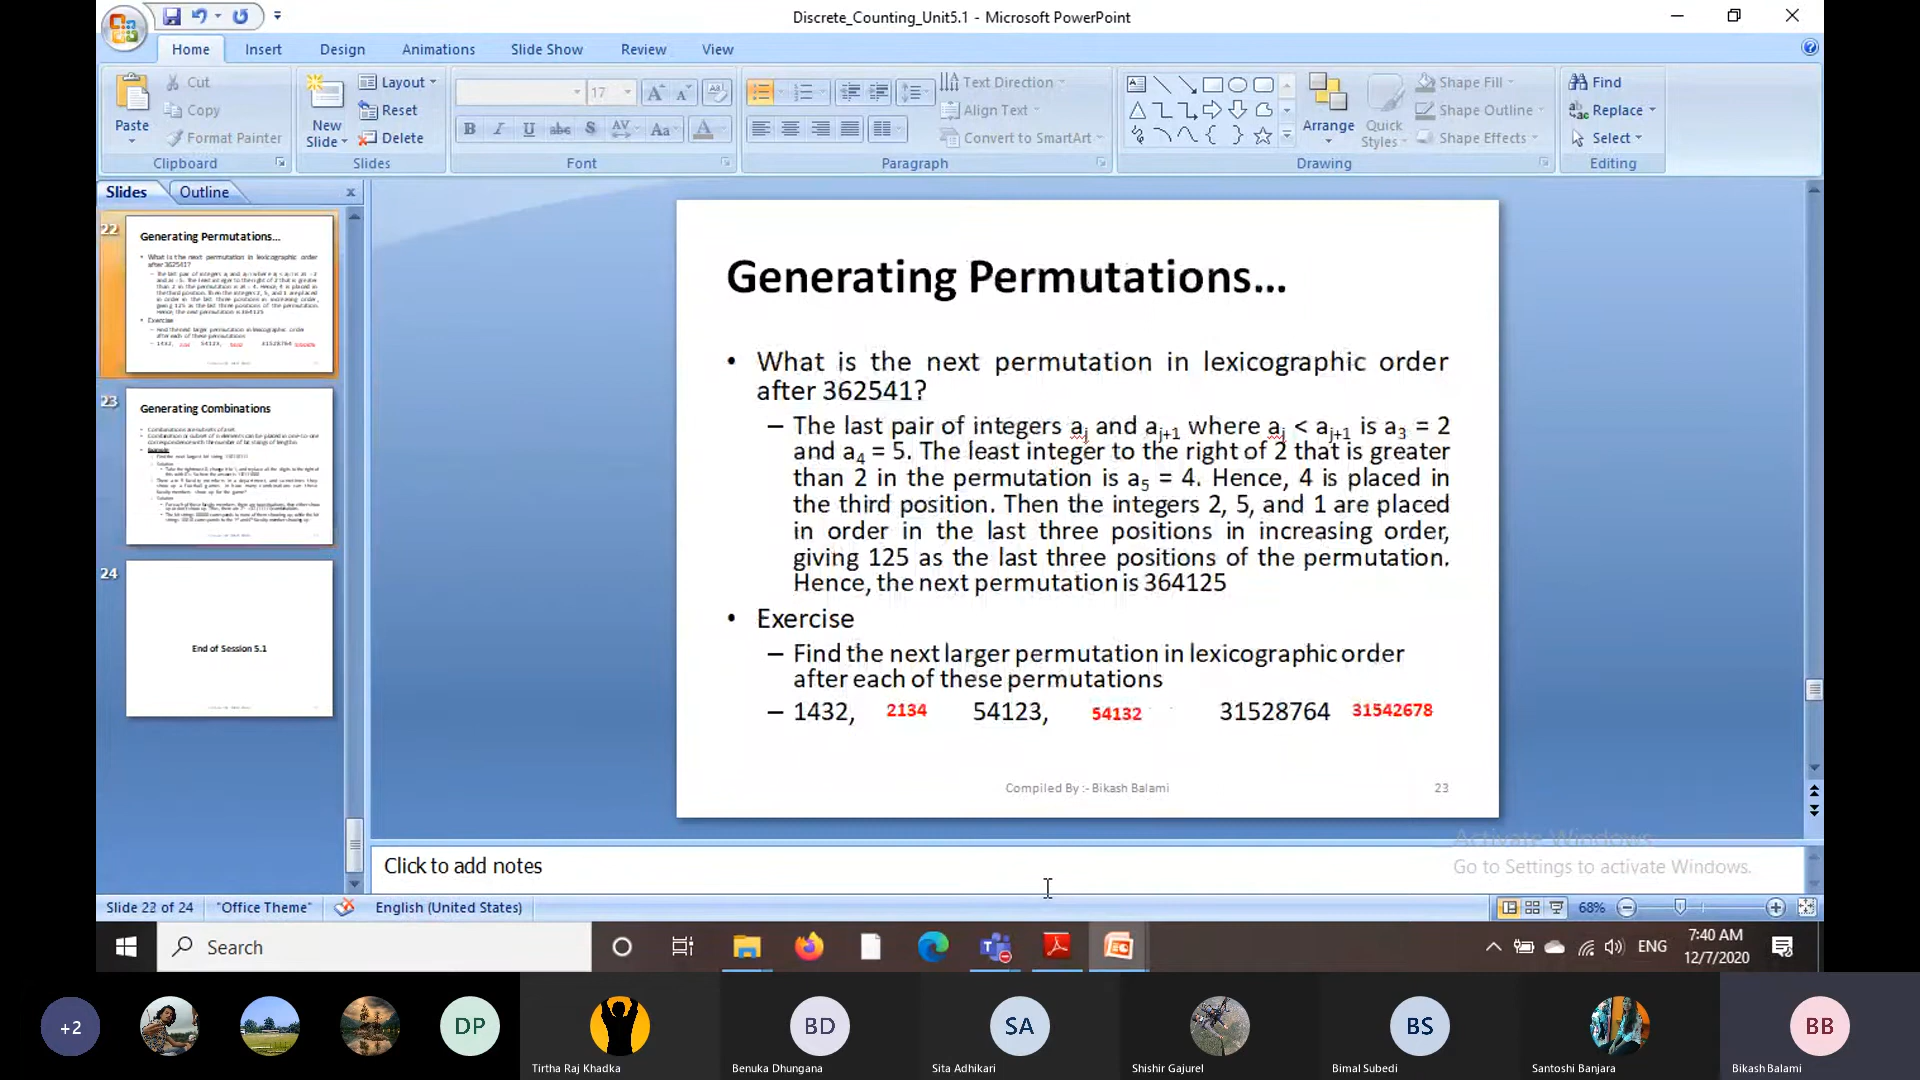 Discrete_Counting_Unit5.1 - Microsoft PowerPoint
Home Insert Design Animations Slide Show Review View
Paste
Cut
Copy
Format Painter
Clipboard
New Slide
Layout
Reset
Delete
Slides
17
B I U abc S AV Aa A
Font
Text Direction
Align Text
Convert to SmartArt
Paragraph
Arrange
Quick Styles
Shape Fill
Shape Outline
Shape Effects
Drawing
Find
Replace
Select
Editing
Slides Outline
22
Generating Permutations...
23
Generating Combinations
24
End of Session 5.1
Generating Permutations...
• What is the next permutation in lexicographic order
after 362541?
– The last pair of integers aj and aj+1 where aj < aj+1 is a3 = 2
and a4 = 5. The least integer to the right of 2 that is greater
than 2 in the permutation is a5 = 4. Hence, 4 is placed in
the third position. Then the integers 2, 5, and 1 are placed
in order in the last three positions in increasing order,
giving 125 as the last three positions of the permutation.
Hence, the next permutation is 364125
• Exercise
– Find the next larger permutation in lexicographic order
after each of these permutations
– 1432, 2134 54123, 54132 31528764 31542678
Compiled By :- Bikash Balami 23
Activate Windows
Go to Settings to activate Windows.
Click to add notes
Slide 22 of 24 "Office Theme" English (United States) 68%
Search
ENG
7:40 AM
12/7/2020
+2 DP BD SA BS BB
Tirtha Raj Khadka Benuka Dhungana Sita Adhikari Shishir Gajurel Bimal Subedi Santoshi Banjara Bikash Balami